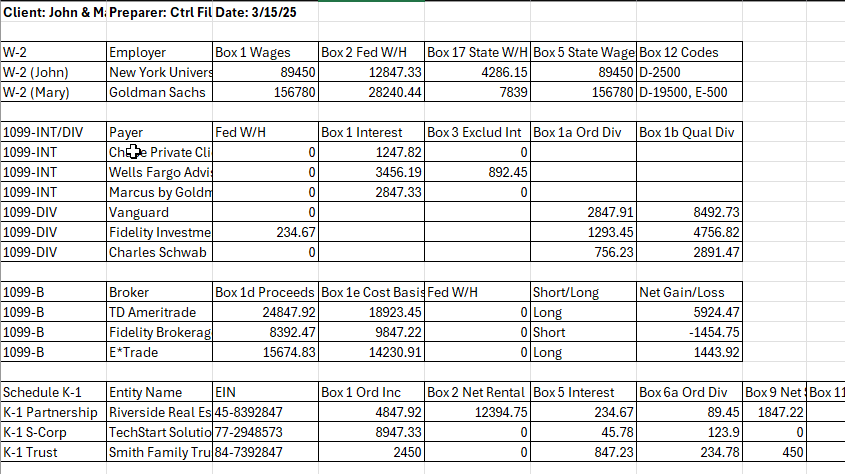 Client: John & Ma Preparer: Ctrl Fil Date: 3/15/25
W-2 Employer Box 1 Wages Box 2 Fed W/H Box 17 State W/H Box 5 State Wage Box 12 Codes
W-2 (John) New York Univers 89450 12847.33 4286.15 89450 D-2500
W-2 (Mary) Goldman Sachs 156780 28240.44 7839 156780 D-19500, E-500
1099-INT/DIV Payer Fed W/H Box 1 Interest Box 3 Exclud Int Box 1a Ord Div Box 1b Qual Div
1099-INT Private Cli 0 1247.82 0
1099-INT Wells Fargo Advis 0 3456.19 892.45
1099-INT Marcus by Goldm 0 2847.33 0
1099-DIV Vanguard 0 2847.91 8492.73
1099-DIV Fidelity Investme 234.67 1293.45 4756.82
1099-DIV Charles Schwab 0 756.23 2891.47
1099-B Broker Box 1d Proceeds Box 1e Cost Basis Fed W/H Short/Long Net Gain/Loss
1099-B TD Ameritrade 24847.92 18923.45 0 Long 5924.47
1099-B Fidelity Brokerag 8392.47 9847.22 0 Short -1454.75
1099-B E*Trade 15674.83 14230.91 0 Long 1443.92
Schedule K-1 Entity Name EIN Box 1 Ord Inc Box 2 Net Rental Box 5 Interest Box 6a Ord Div Box 9 Net Box 11
K-1 Partnership Riverside Real Es 45-8392847 4847.92 12394.75 234.67 89.45 1847.22
K-1 S-Corp TechStart Solutio 77-2948573 8947.33 0 45.78 123.9 0
K-1 Trust Smith Family Tru 84-7392847 2450 0 847.23 234.78 450